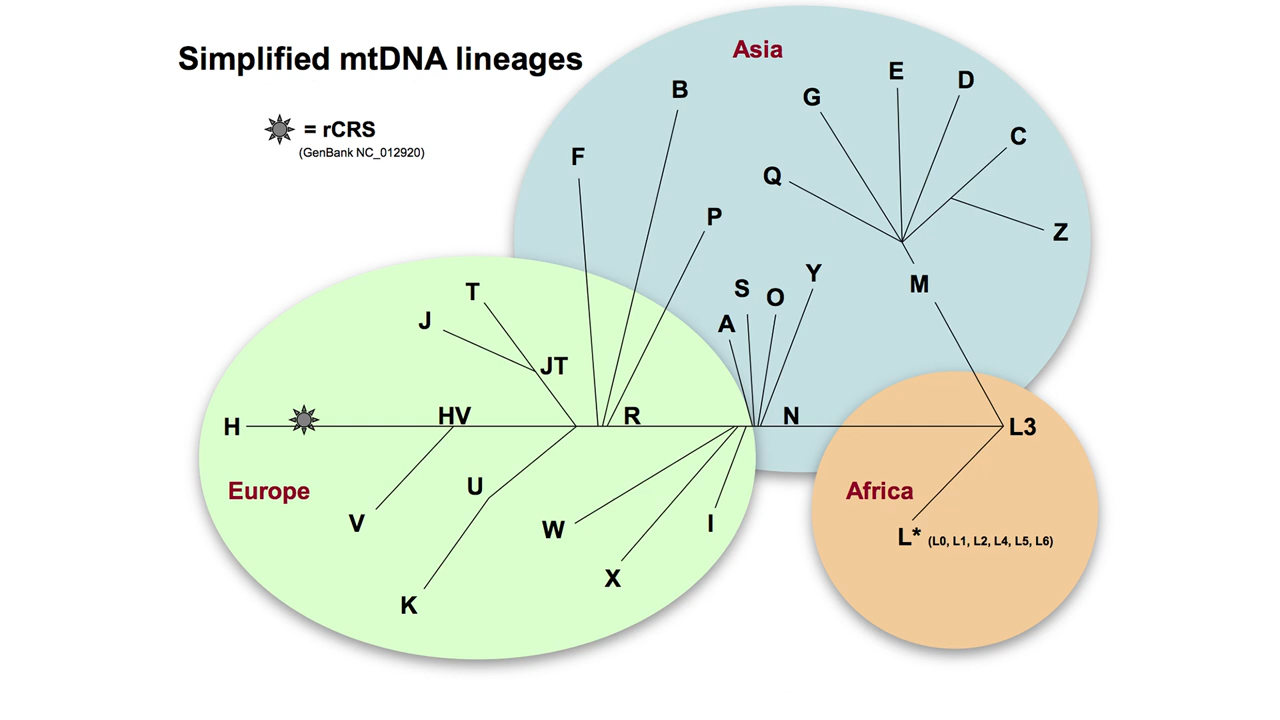 Simplified mtDNA lineages
= rCRS
(GenBank NC_012920)
Asia
B
G
E
D
C
F
Q
P
Z
Y
M
S
O
A
T
J
JT
H
HV
R
N
L3
Europe
U
V
W
X
I
K
Africa
L* (L0, L1, L2, L4, L5, L6)